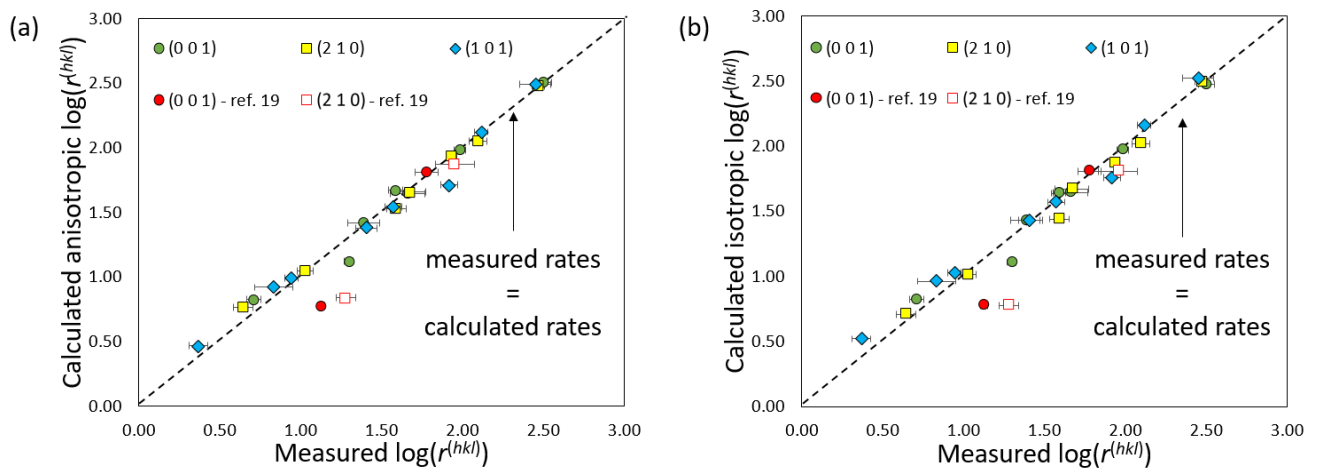 (a)
Calculated anisotropic log(r^(hkl))
3.00
2.50
2.00
1.50
1.00
0.50
0.00
(0 0 1)
(2 1 0)
(1 0 1)
(0 0 1) - ref. 19
(2 1 0) - ref. 19
measured rates
=
calculated rates
0.00 0.50 1.00 1.50 2.00 2.50 3.00
Measured log(r^(hkl))
(b)
Calculated isotropic log(r^(hkl))
3.00
2.50
2.00
1.50
1.00
0.50
0.00
(0 0 1)
(2 1 0)
(1 0 1)
(0 0 1) - ref. 19
(2 1 0) - ref. 19
measured rates
=
calculated rates
0.00 0.50 1.00 1.50 2.00 2.50 3.00
Measured log(r^(hkl))